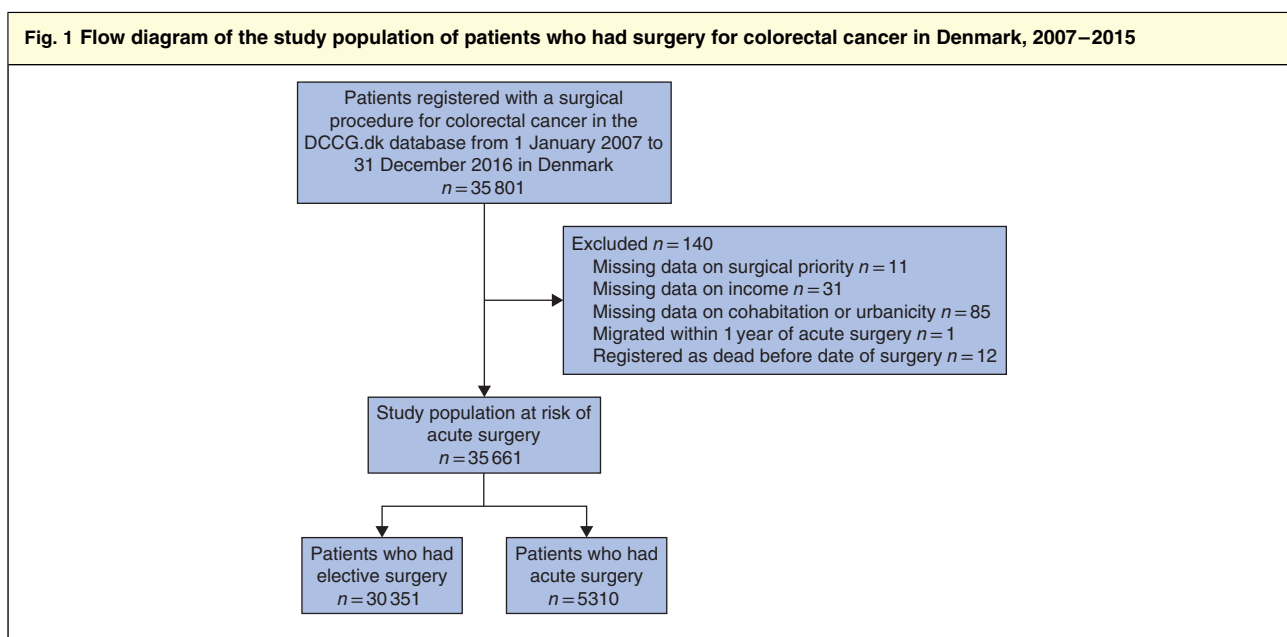 Fig. 1 Flow diagram of the study population of patients who had surgery for colorectal cancer in Denmark, 2007–2015
Patients registered with a surgical
procedure for colorectal cancer in the
DCCG.dk database from 1 January 2007 to
31 December 2016 in Denmark
n = 35 801
Excluded n = 140
Missing data on surgical priority n = 11
Missing data on income n = 31
Missing data on cohabitation or urbanicity n = 85
Migrated within 1 year of acute surgery n = 1
Registered as dead before date of surgery n = 12
Study population at risk of
acute surgery
n = 35 661
Patients who had
elective surgery
n = 30 351
Patients who had
acute surgery
n = 5310